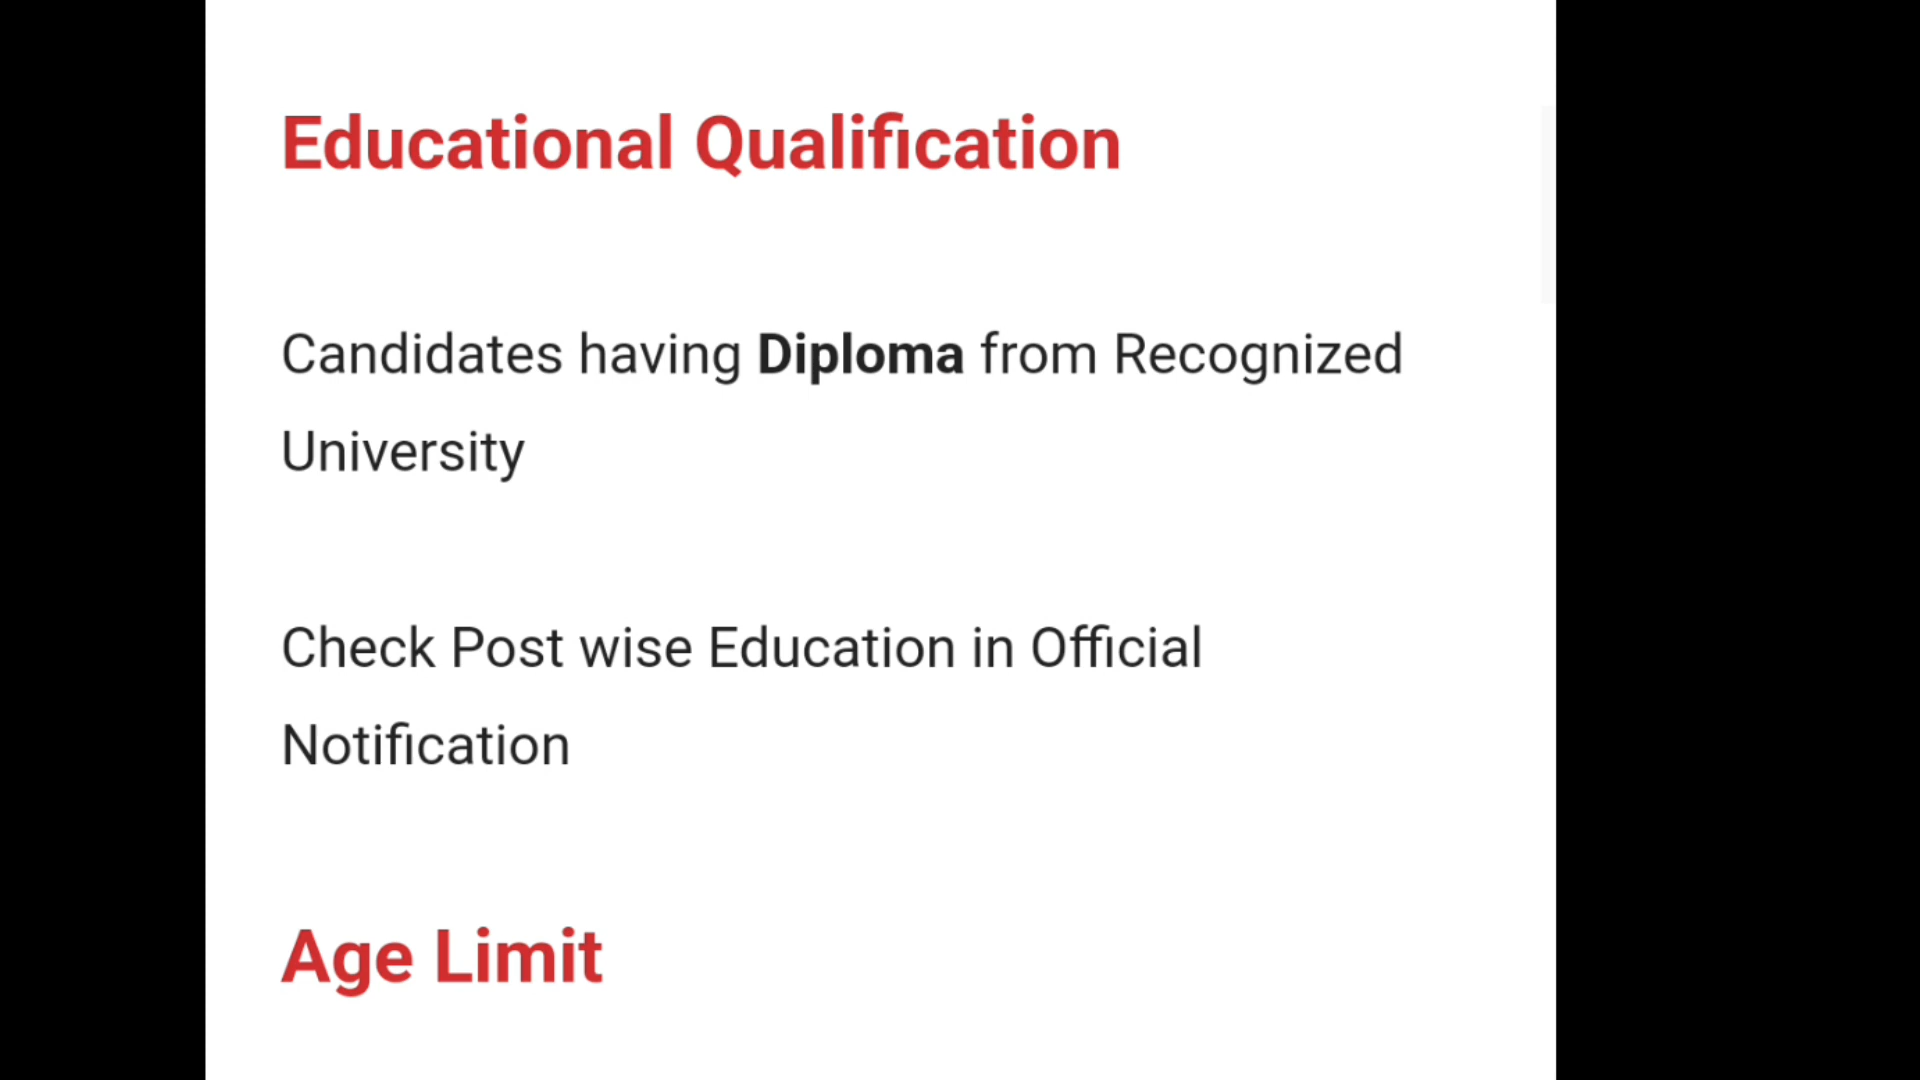 Educational Qualification
Candidates having Diploma from Recognized
University
Check Post wise Education in Official
Notification
Age Limit